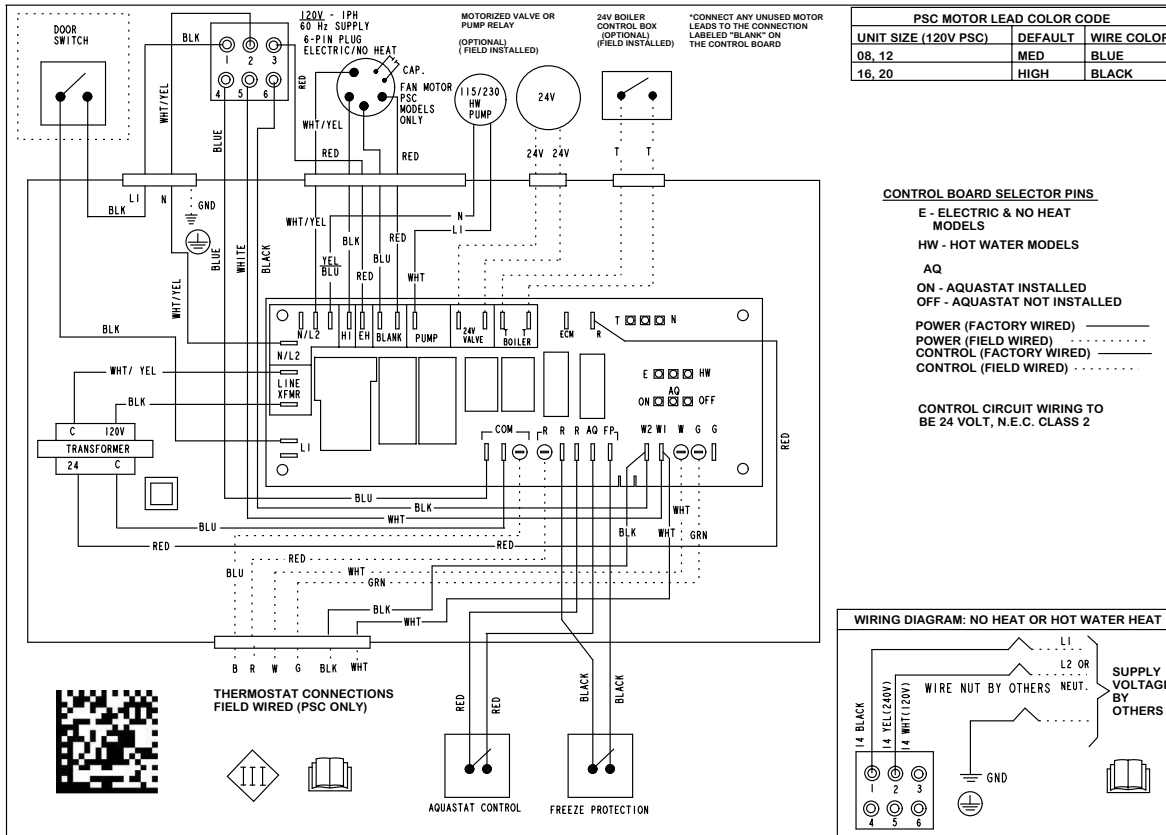 DOOR
SWITCH
BLK
1 2 3
4 5 6
120V - 1PH
60 Hz SUPPLY
6-PIN PLUG
ELECTRIC/NO HEAT
CAP.
FAN MOTOR
PSC
MODELS
ONLY
MOTORIZED VALVE OR
PUMP RELAY
(OPTIONAL)
(FIELD INSTALLED)
24V BOILER
CONTROL BOX
(OPTIONAL)
(FIELD INSTALLED)
*CONNECT ANY UNUSED MOTOR
LEADS TO THE CONNECTION
LABELED "BLANK" ON
THE CONTROL BOARD
PSC MOTOR LEAD COLOR CODE
UNIT SIZE (120V PSC) DEFAULT WIRE COLOR
08, 12 MED BLUE
16, 20 HIGH BLACK
115/230
HW
PUMP
24V
WHT/YEL
RED
BLUE
WHT/YEL
RED
RED
24V 24V
T T
L1 N
BLK
GND
BLUE
WHITE
BLACK
WHT/YEL
WHT/YEL
YEL
BLU
BLK
RED
BLU
RED
N
L1
WHT
CONTROL BOARD SELECTOR PINS
E - ELECTRIC & NO HEAT
MODELS
HW - HOT WATER MODELS
AQ
ON - AQUASTAT INSTALLED
OFF - AQUASTAT NOT INSTALLED
POWER (FACTORY WIRED)
POWER (FIELD WIRED)
CONTROL (FACTORY WIRED)
CONTROL (FIELD WIRED)
CONTROL CIRCUIT WIRING TO
BE 24 VOLT, N.E.C. CLASS 2
BLK
N/L2 HI EH BLANK PUMP
24V
VALVE
T T
BOILER
ECM R
T N
N/L2
LINE
XFMR
L1
E HW
AQ
ON OFF
COM R R R AQ FP W2 W1 W G G
WHT/ YEL
BLK
C 120V
TRANSFORMER
24 C
RED
BLU
BLK
WHT
BLU
RED
RED
WHT
BLK
WHT
GRN
BLU
RED
WHT
GRN
BLK
WHT
B R W G BLK WHT
THERMOSTAT CONNECTIONS
FIELD WIRED (PSC ONLY)
III
RED
RED
BLACK
BLACK
AQUASTAT CONTROL
FREEZE PROTECTION
WIRING DIAGRAM: NO HEAT OR HOT WATER HEAT
L1
L2 OR
NEUT.
WIRE NUT BY OTHERS
SUPPLY
VOLTAGE
BY
OTHERS
14 BLACK
14 YEL(240V)
14 WHT(120V)
GND
1 2 3
4 5 6